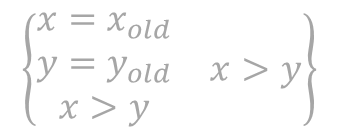 x = x_old
y = y_old   x > y
x > y